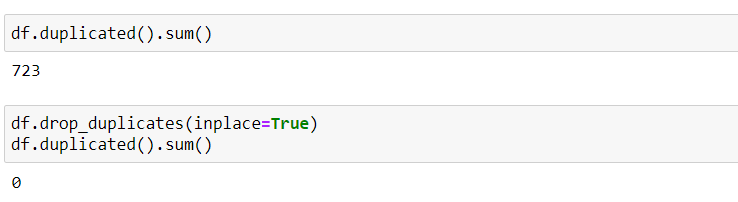 df.duplicated().sum()
723
df.drop_duplicates(inplace=True)
df.duplicated().sum()
0